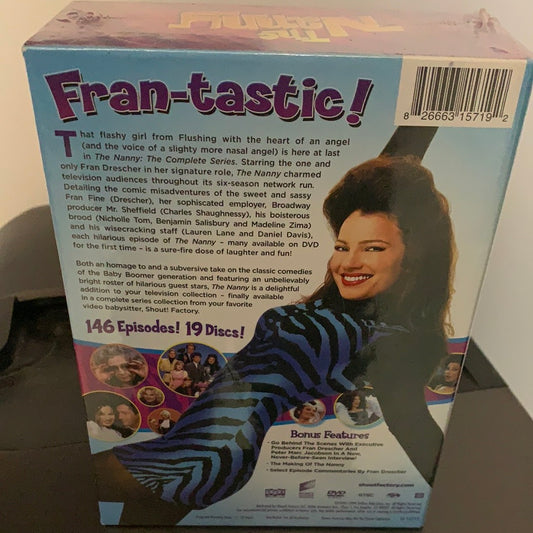 The
Nanny
Fran-tastic!
8 26663 15719 2
That flashy girl from Flushing with the heart of an angel
(and the voice of a slighty more nasal angel) is here at last
in The Nanny: The Complete Series. Starring the one and
only Fran Drescher in her signature role, The Nanny charmed
television audiences throughout its six-season network run.
Detailing the comic misadventures of the sweet and sassy
Fran Fine (Drescher), her sophisticated employer, Broadway
producer Mr. Sheffield (Charles Shaughnessy), his boisterous
brood (Nicholle Tom, Benjamin Salisbury and Madeline Zima)
and his wisecracking staff (Lauren Lane and Daniel Davis),
each hilarious episode of The Nanny - many available on DVD
for the first time - is a sure-fire dose of laughter and fun!
Both an homage to and a subversive take on the classic comedies
of the Baby Boomer generation and featuring an unbelievably
bright roster of hilarious guest stars, The Nanny is a delightful
addition to your television collection - finally available
in a complete series collection from your favorite
video babysitter, Shout! Factory.
146 Episodes! 19 Discs!
Bonus Features
• Go Behind The Scenes With Executive
Producers Fran Drescher And
Peter Marc Jacobson In A New,
Never-Before-Seen Interview!
• The Making Of The Nanny
• Select Episode Commentaries By Fran Drescher
shoutfactory.com
DVD